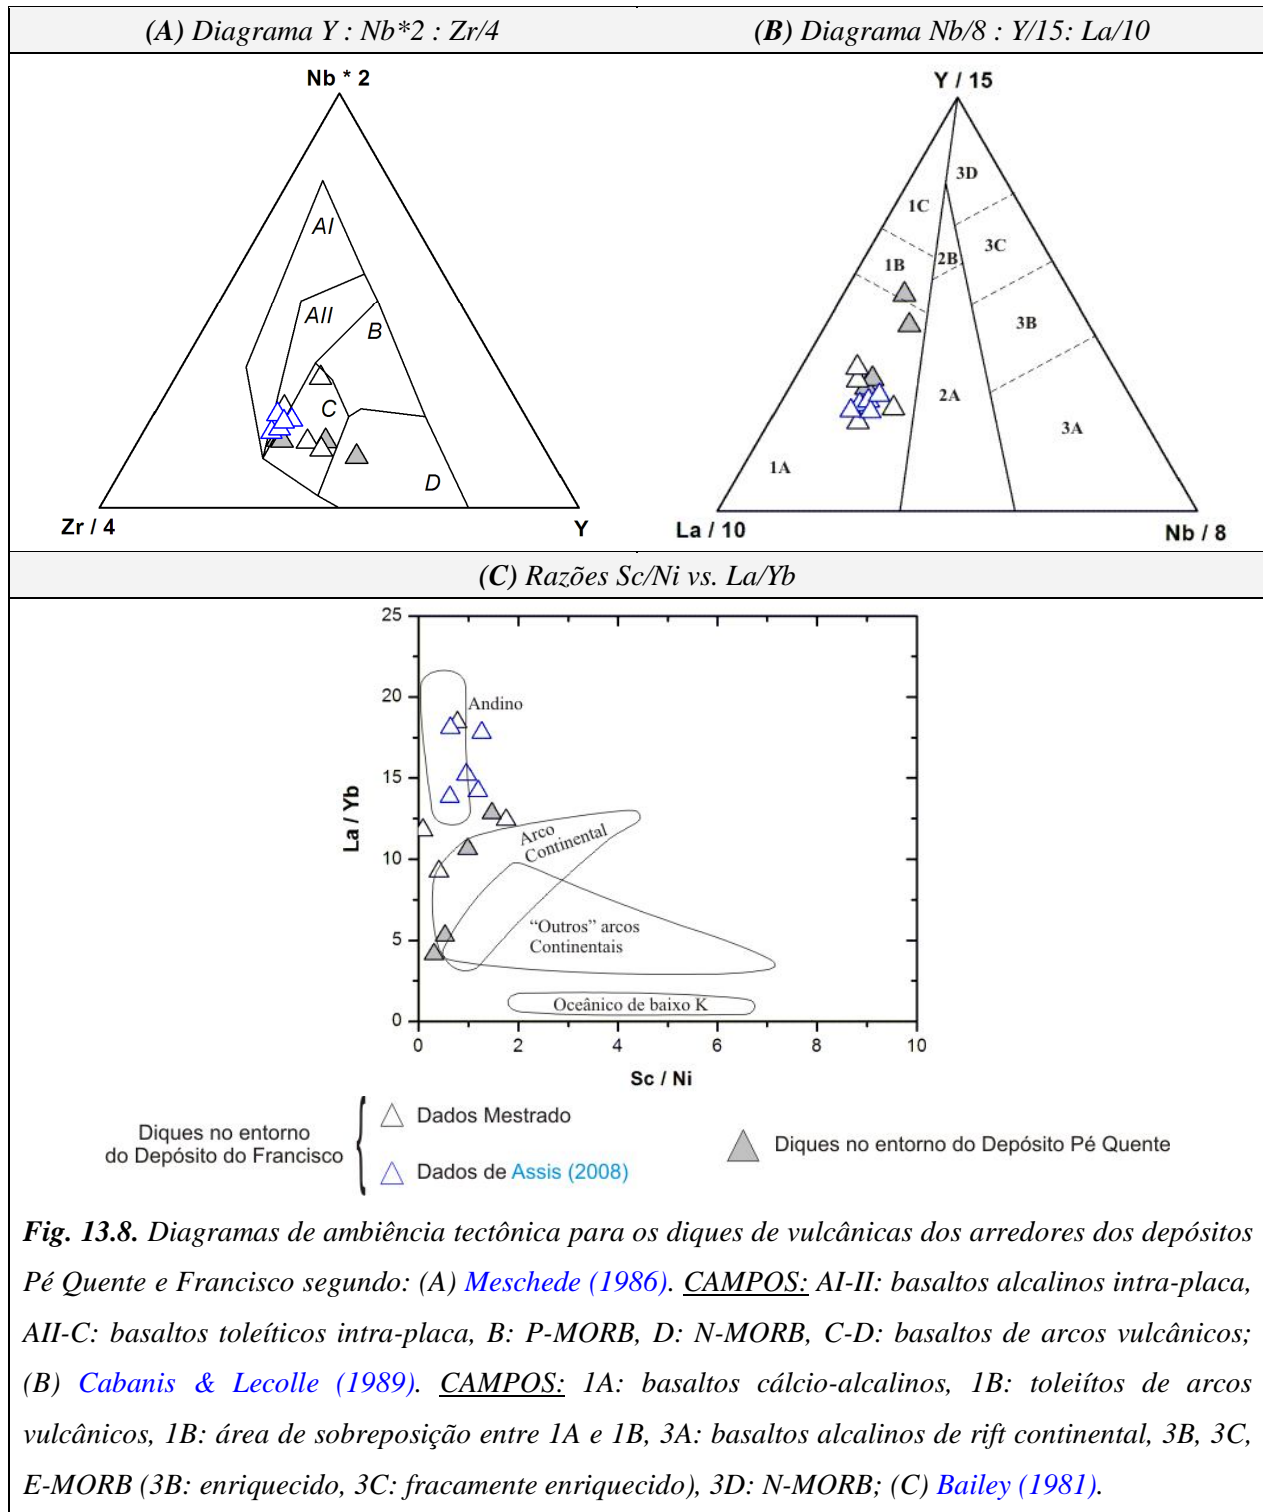 (A) Diagrama Y : Nb*2 : Zr/4
(B) Diagrama Nb/8 : Y/15: La/10
Nb * 2
AI
AII
B
C
D
Zr / 4
Y
Y / 15
3D
1C
3C
2B
1B
3B
2A
3A
1A
La / 10
Nb / 8
(C) Razões Sc/Ni vs. La/Yb
25
20
15
10
5
0
La / Yb
Andino
Arco
Continental
“Outros” arcos
Continentais
Oceânico de baixo K
0 2 4 6 8 10
Sc / Ni
Diques no entorno
do Depósito do Francisco
Dados Mestrado
Dados de Assis (2008)
Diques no entorno do Depósito Pé Quente
Fig. 13.8. Diagramas de ambiência tectônica para os diques de vulcânicas dos arredores dos depósitos
Pé Quente e Francisco segundo: (A) Meschede (1986). CAMPOS: AI-II: basaltos alcalinos intra-placa,
AII-C: basaltos toleíticos intra-placa, B: P-MORB, D: N-MORB, C-D: basaltos de arcos vulcânicos;
(B) Cabanis & Lecolle (1989). CAMPOS: 1A: basaltos cálcio-alcalinos, 1B: toleiítos de arcos
vulcânicos, 1B: área de sobreposição entre 1A e 1B, 3A: basaltos alcalinos de rift continental, 3B, 3C,
E-MORB (3B: enriquecido, 3C: fracamente enriquecido), 3D: N-MORB; (C) Bailey (1981).